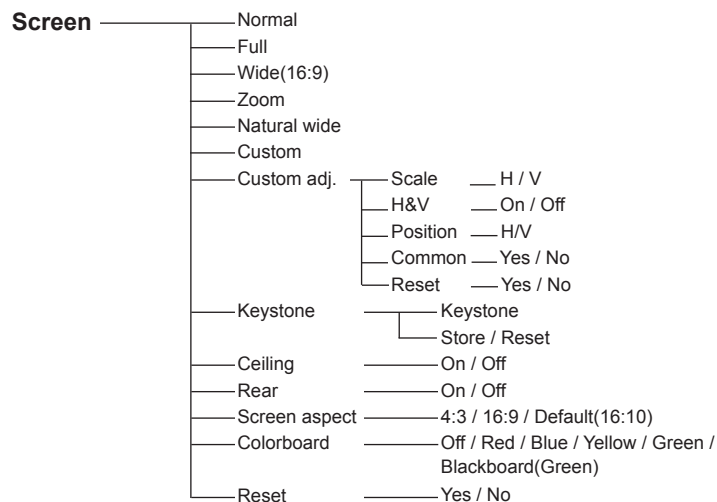 Screen
Normal
Full
Wide(16:9)
Zoom
Natural wide
Custom
Custom adj. Scale H / V
H&V On / Off
Position H/V
Common Yes / No
Reset Yes / No
Keystone Keystone
Store / Reset
Ceiling On / Off
Rear On / Off
Screen aspect 4:3 / 16:9 / Default(16:10)
Colorboard Off / Red / Blue / Yellow / Green /
Blackboard(Green)
Reset Yes / No